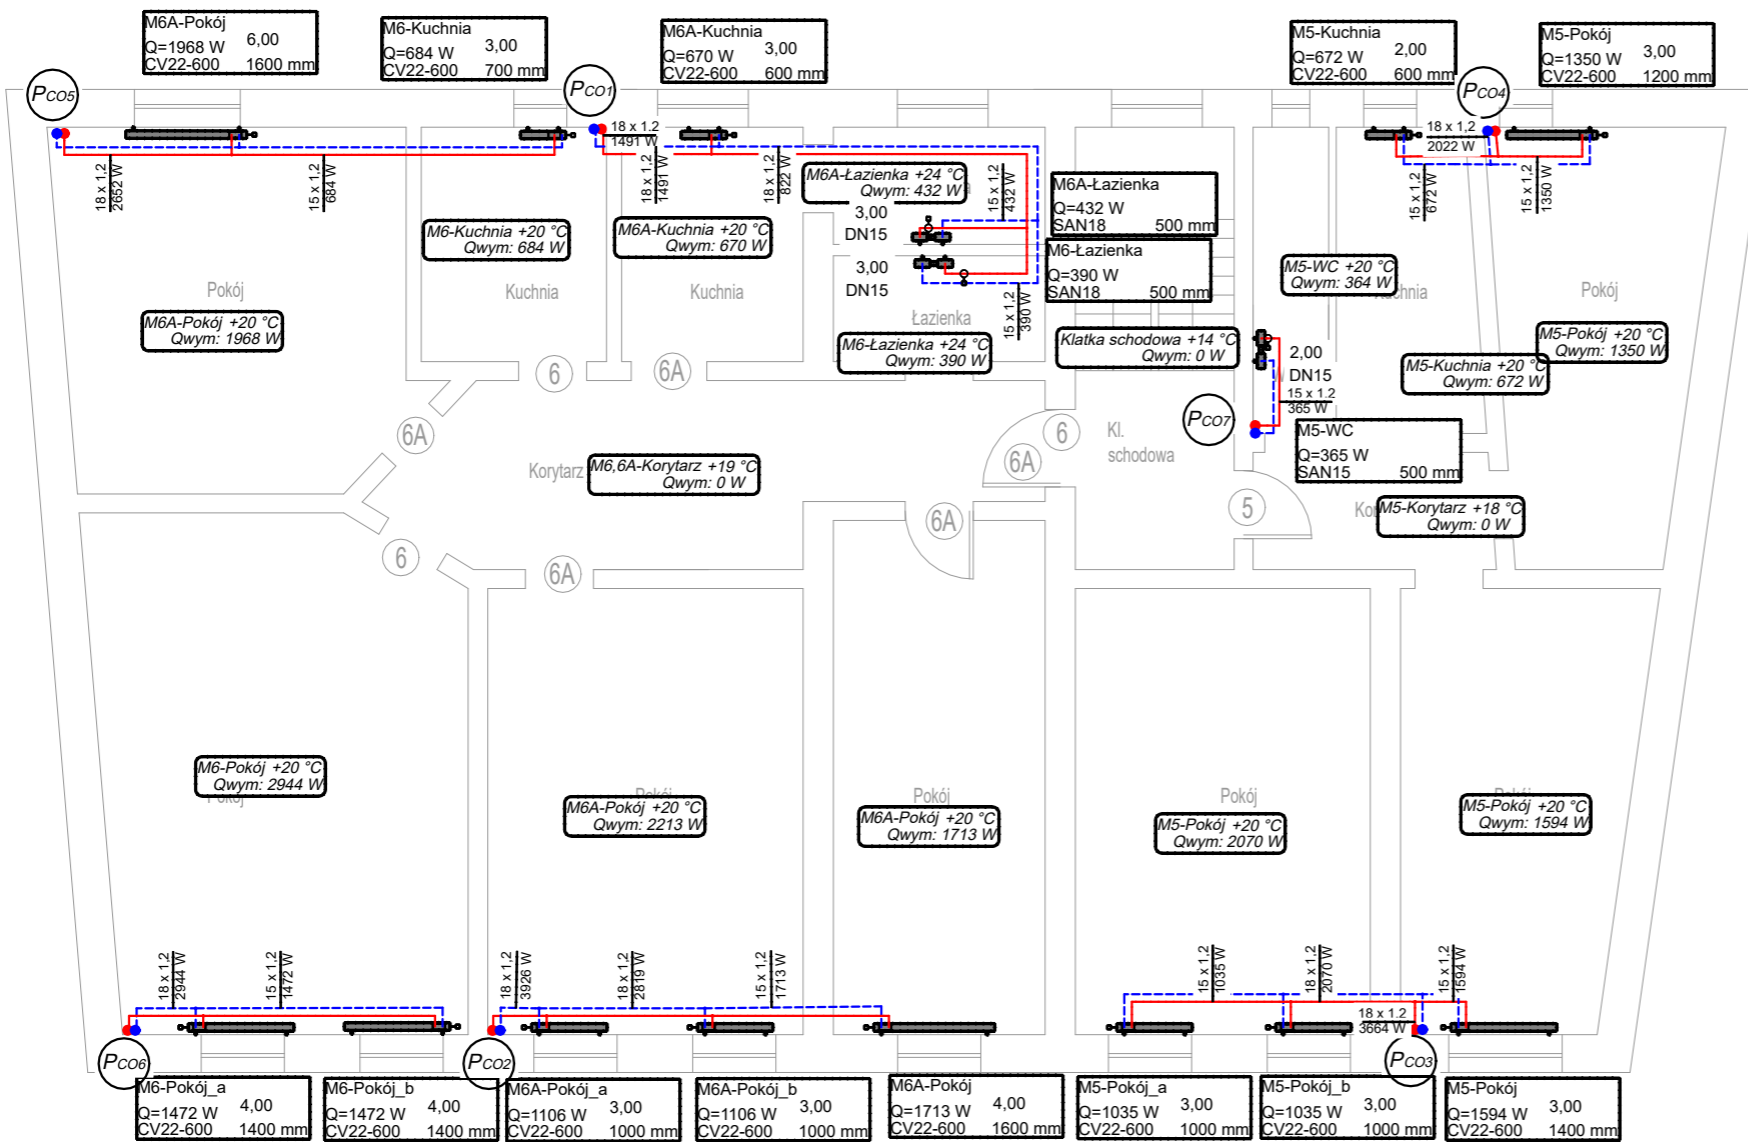 M6A-Pokój
Q=1968 W 6,00
CV22-600 1600 mm
M6-Kuchnia
Q=684 W 3,00
CV22-600 700 mm
M6A-Kuchnia
Q=670 W 3,00
CV22-600 600 mm
M5-Kuchnia
Q=672 W 2,00
CV22-600 600 mm
M5-Pokój
Q=1350 W 3,00
CV22-600 1200 mm
PCO5
PCO1
PCO4
18 x 1,2
2652 W
15 x 1,2
684 W
18 x 1.2
1491 W
18 x 1,2
1491 W
18 x 1,2
822 W
15 x 1,2
432 W
18 x 1,2
2022 W
15 x 1,2
672 W
15 x 1,2
1350 W
M6A-Łazienka +24 °C
Qwym: 432 W
3,00
DN15
3,00
DN15
M6A-Łazienka
Q=432 W
SAN18 500 mm
M6-Łazienka
Q=390 W
SAN18 500 mm
M6-Kuchnia +20 °C
Qwym: 684 W
M6A-Kuchnia +20 °C
Qwym: 670 W
M5-WC +20 °C
Qwym: 364 W
Pokój
Kuchnia
Kuchnia
Łazienka
Pokój
15 x 1,2
390 W
M6A-Pokój +20 °C
Qwym: 1968 W
M6-Łazienka +24 °C
Qwym: 390 W
Klatka schodowa +14 °C
Qwym: 0 W
2,00
DN15
15 x 1.2
365 W
M5-Pokój +20 °C
Qwym: 1350 W
M5-Kuchnia +20 °C
Qwym: 672 W
6
6A
6A
PCO7
6
Kl.
schodowa
M5-WC
Q=365 W
SAN15 500 mm
Korytarz
M6,6A-Korytarz +19 °C
Qwym: 0 W
6A
6A
5
M5-Korytarz +18 °C
Qwym: 0 W
6
6A
M6-Pokój +20 °C
Qwym: 2944 W
Pokój
Pokój
M6A-Pokój +20 °C
Qwym: 2213 W
Pokój
M6A-Pokój +20 °C
Qwym: 1713 W
Pokój
M5-Pokój +20 °C
Qwym: 2070 W
Pokój
M5-Pokój +20 °C
Qwym: 1594 W
18 x 1,2
2944 W
15 x 1,2
1472 W
18 x 1,2
3926 W
18 x 1,2
2819 W
15 x 1,2
1713 W
15 x 1,2
1035 W
18 x 1,2
2070 W
15 x 1,2
1594 W
18 x 1.2
3664 W
PCO6
PCO2
PCO3
M6-Pokój_a
Q=1472 W 4,00
CV22-600 1400 mm
M6-Pokój_b
Q=1472 W 4,00
CV22-600 1400 mm
M6A-Pokój_a
Q=1106 W 3,00
CV22-600 1000 mm
M6A-Pokój_b
Q=1106 W 3,00
CV22-600 1000 mm
M6A-Pokój
Q=1713 W 4,00
CV22-600 1600 mm
M5-Pokój_a
Q=1035 W 3,00
CV22-600 1000 mm
M5-Pokój_b
Q=1035 W 3,00
CV22-600 1000 mm
M5-Pokój
Q=1594 W 3,00
CV22-600 1400 mm